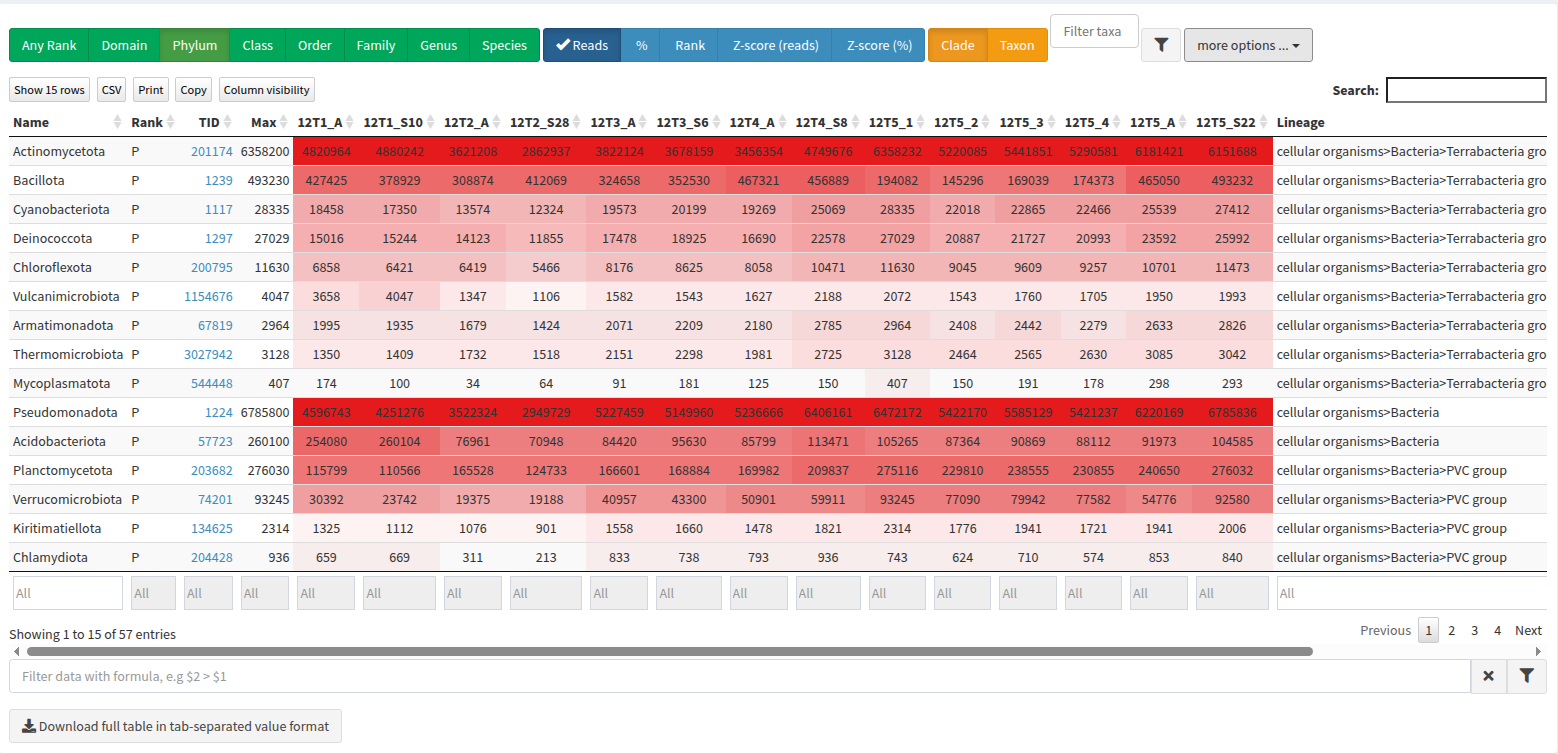 Any Rank Domain Phylum Class Order Family Genus Species Reads % Rank Z-score (reads) Z-score (%) Clade Taxon Filter taxa more options ...
Show 15 rows CSV Print Copy Column visibility Search:
Name Rank TID Max 12T1_A 12T1_S10 12T2_A 12T2_S28 12T3_A 12T3_S6 12T4_A 12T4_S8 12T5_1 12T5_2 12T5_3 12T5_4 12T5_A 12T5_S22 Lineage
Actinomycetota P 201174 6358200 4820964 4880242 3621208 2862937 3822124 3678159 3456354 4749676 6358232 5220085 5441851 5290581 6181421 6151688 cellular organisms>Bacteria>Terrabacteria gro
Bacillota P 1239 493230 427425 378929 308874 412069 324658 352530 467321 456889 194082 145296 169039 174373 465050 493232 cellular organisms>Bacteria>Terrabacteria gro
Cyanobacteriota P 1117 28335 18458 17350 13574 12324 19573 20199 19269 25069 28335 22018 22865 22466 25539 27412 cellular organisms>Bacteria>Terrabacteria gro
Deinococcota P 1297 27029 15016 15244 14123 11855 17478 18925 16690 22578 27029 20887 21727 20993 23592 25992 cellular organisms>Bacteria>Terrabacteria gro
Chloroflexota P 200795 11630 6858 6421 6419 5466 8176 8625 8058 10471 11630 9045 9609 9257 10701 11473 cellular organisms>Bacteria>Terrabacteria gro
Vulcanimicrobiota P 1154676 4047 3658 4047 1347 1106 1582 1543 1627 2188 2072 1543 1760 1705 1950 1993 cellular organisms>Bacteria>Terrabacteria gro
Armatimonadota P 67819 2964 1995 1935 1679 1424 2071 2209 2180 2785 2964 2408 2442 2279 2633 2826 cellular organisms>Bacteria>Terrabacteria gro
Thermomicrobiota P 3027942 3128 1350 1409 1732 1518 2151 2298 1981 2725 3128 2464 2565 2630 3085 3042 cellular organisms>Bacteria>Terrabacteria gro
Mycoplasmatota P 544448 407 174 100 34 64 91 181 125 150 407 150 191 178 298 293 cellular organisms>Bacteria>Terrabacteria gro
Pseudomonadota P 1224 6785800 4596743 4251276 3522324 2949729 5227459 5149960 5236666 6406161 6472172 5422170 5585129 5421237 6220169 6785836 cellular organisms>Bacteria
Acidobacteriota P 57723 260100 254080 260104 76961 70948 84420 95630 85799 113471 105265 87364 90869 88112 91973 104585 cellular organisms>Bacteria
Planctomycetota P 203682 276030 115799 110566 165528 124733 166601 168884 169982 209837 275116 229810 238555 230855 240650 276032 cellular organisms>Bacteria>PVC group
Verrucomicrobiota P 74201 93245 30392 23742 19375 19188 40957 43300 50901 59911 93245 77090 79942 77582 54776 92580 cellular organisms>Bacteria>PVC group
Kiritimatiellota P 134625 2314 1325 1112 1076 901 1558 1660 1478 1821 2314 1776 1941 1721 1941 2006 cellular organisms>Bacteria>PVC group
Chlamydiota P 204428 936 659 669 311 213 833 738 793 936 743 624 710 574 853 840 cellular organisms>Bacteria>PVC group
All All All All All All All All All All All All All All All All All All All
Showing 1 to 15 of 57 entries Previous 1 2 3 4 Next
Filter data with formula, e.g $2 > $1
Download full table in tab-separated value format